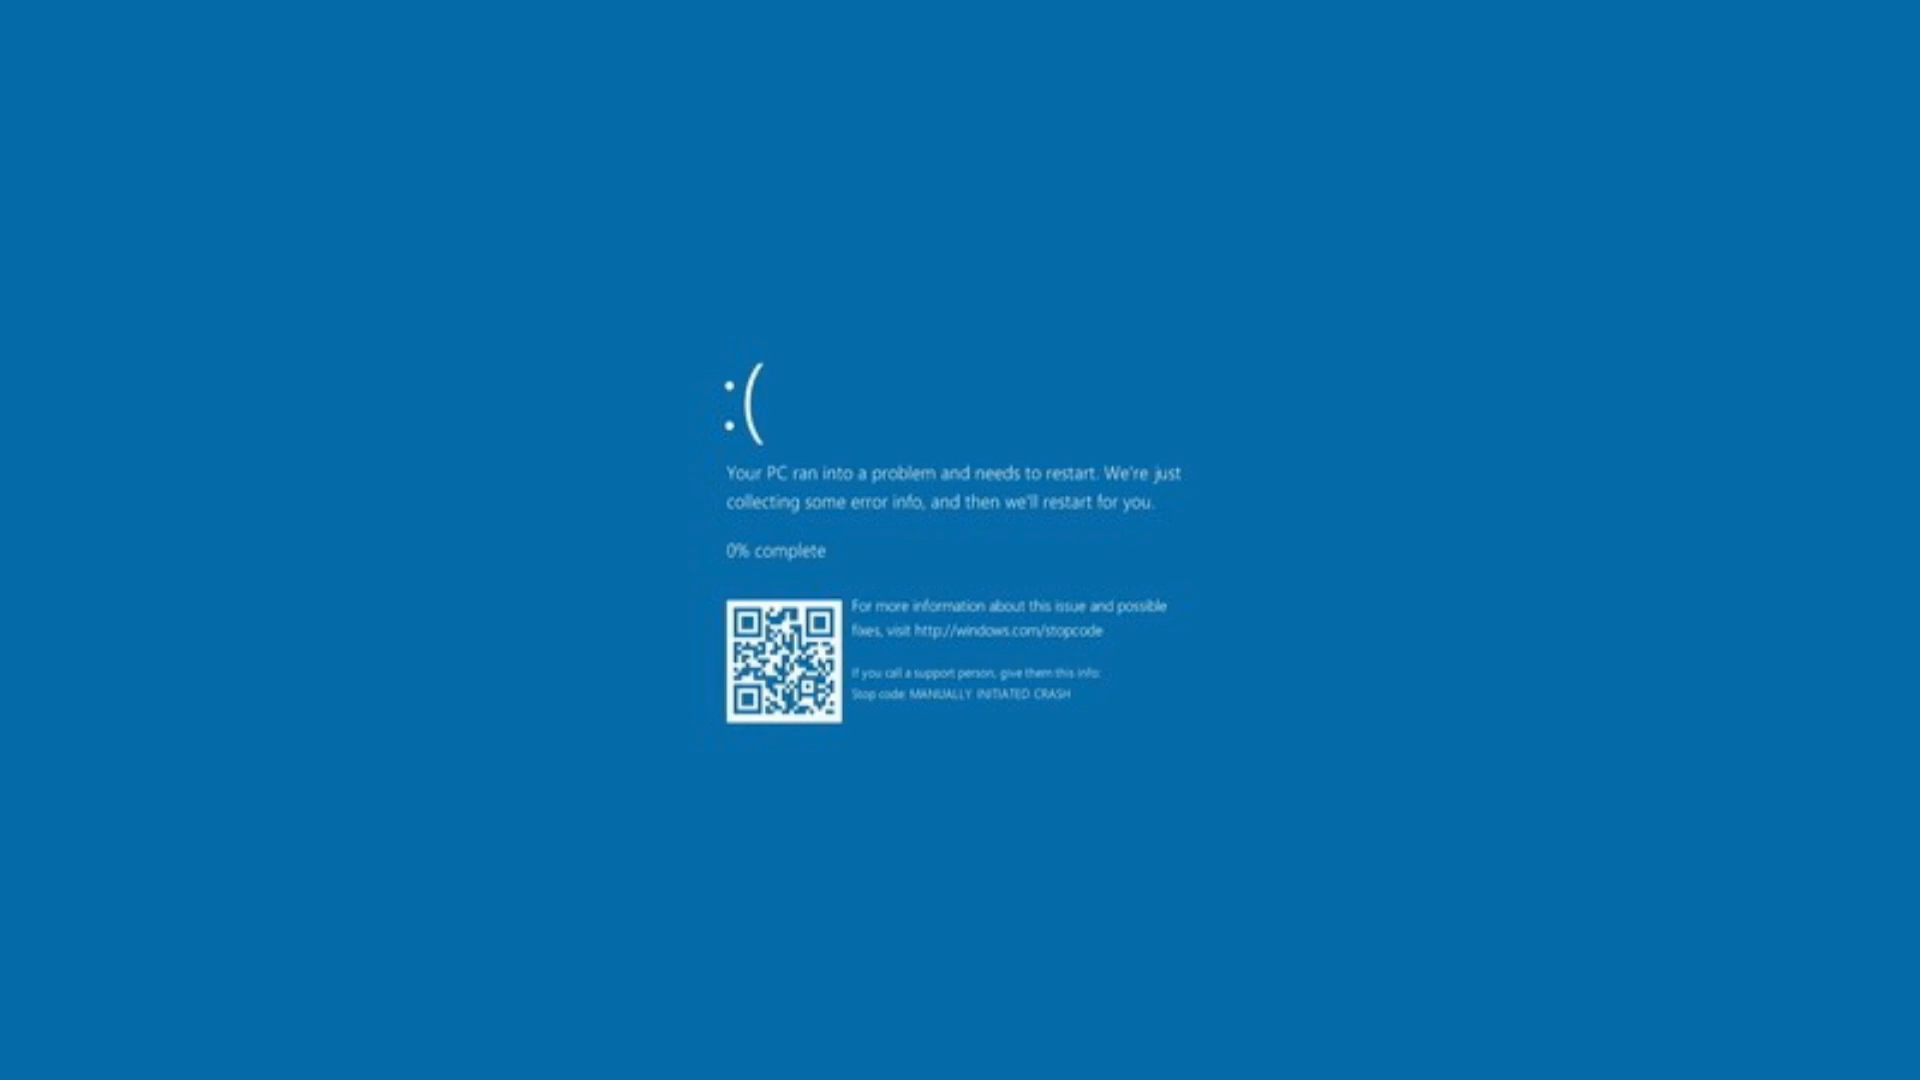 :(
Your PC ran into a problem and needs to restart. We're just
collecting some error info, and then we'll restart for you.
0% complete
For more information about this issue and possible
fixes, visit http://windows.com/stopcode
If you call a support person, give them this info:
Stop code: MANUALLY INITIATED CRASH